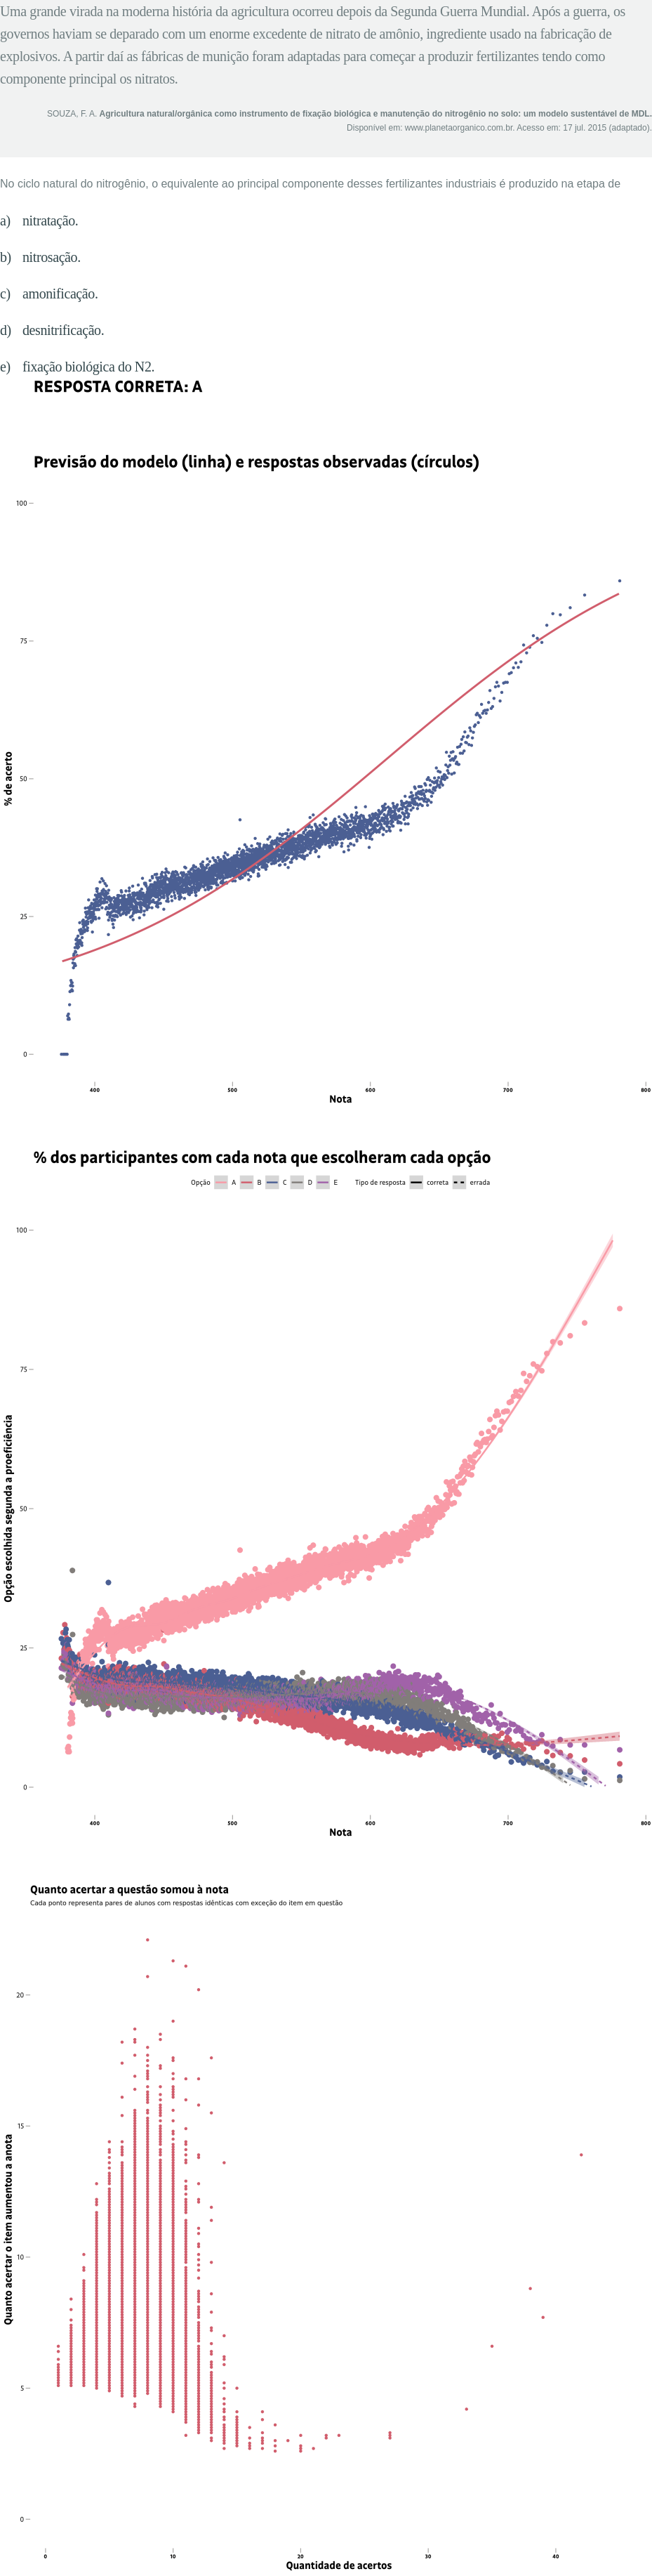 Uma grande virada na moderna história da agricultura ocorreu depois da Segunda Guerra Mundial. Após a guerra, os
governos haviam se deparado com um enorme excedente de nitrato de amônio, ingrediente usado na fabricação de
explosivos. A partir daí as fábricas de munição foram adaptadas para começar a produzir fertilizantes tendo como
componente principal os nitratos.
SOUZA, F. A. Agricultura natural/orgânica como instrumento de fixação biológica e manutenção do nitrogênio no solo: um modelo sustentável de MDL.
Disponível em: www.planetaorganico.com.br. Acesso em: 17 jul. 2015 (adaptado).
No ciclo natural do nitrogênio, o equivalente ao principal componente desses fertilizantes industriais é produzido na etapa de
a) nitratação.
b) nitrosação.
c) amonificação.
d) desnitrificação.
e) fixação biológica do N2.
RESPOSTA CORRETA: A
Previsão do modelo (linha) e respostas observadas (círculos)
100
75
50
25
0
% de acerto
400 500 600 700 800
Nota
% dos participantes com cada nota que escolheram cada opção
Opção A B C D E Tipo de resposta correta errada
100
75
50
25
0
Opção escolhida segunda a proeficiência
400 500 600 700 800
Nota
Quanto acertar a questão somou à nota
Cada ponto representa pares de alunos com respostas idênticas com exceção do item em questão
20
15
10
5
0
Quanto acertar o item aumentou a anota
0 10 20 30 40
Quantidade de acertos